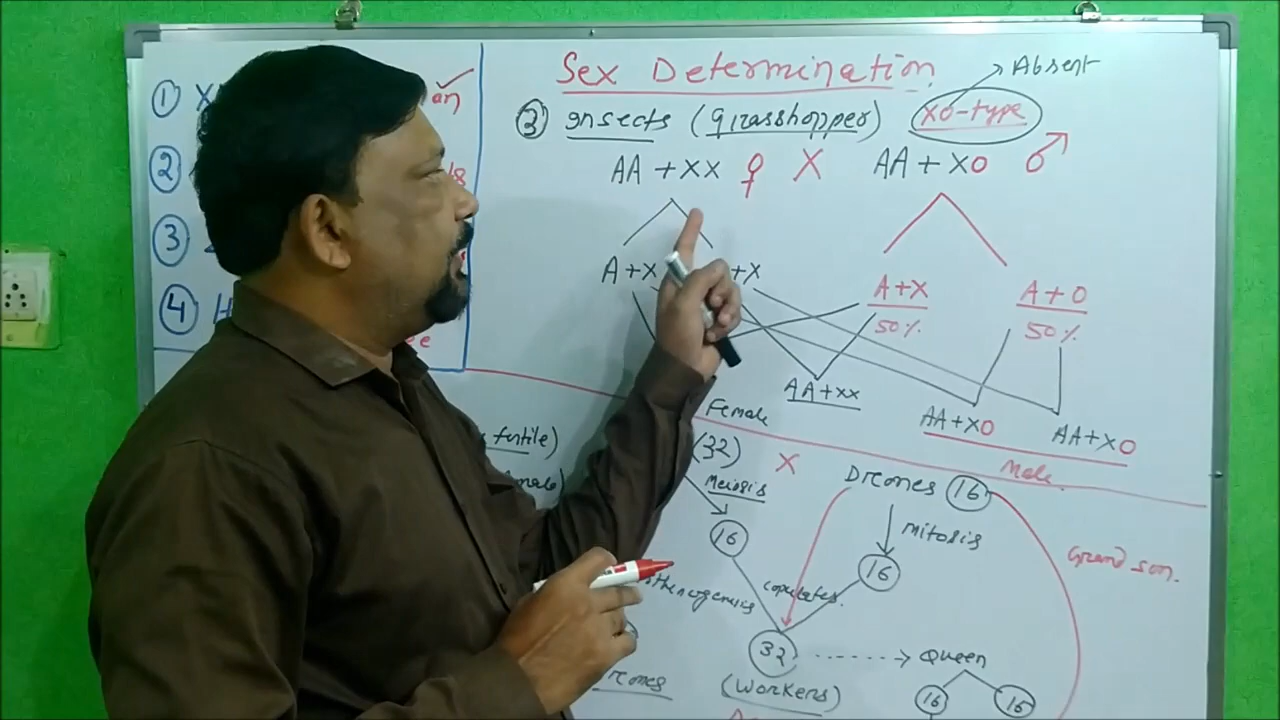 Sex Determination
Absent
③ insects (Grasshopper) XO-type
AA + XX ♀ X AA + XO ♂
A+X +X A+X A+O
50% 50%
AA+XX
AA+XO AA+XO
Female
Male
① X
②
③
④ H
an
fertile)
(32) X Drones 16
Meiosis
16
mitosis
16
copulates.
Grand son.
32 Queen
Drones (Workers) 16 16